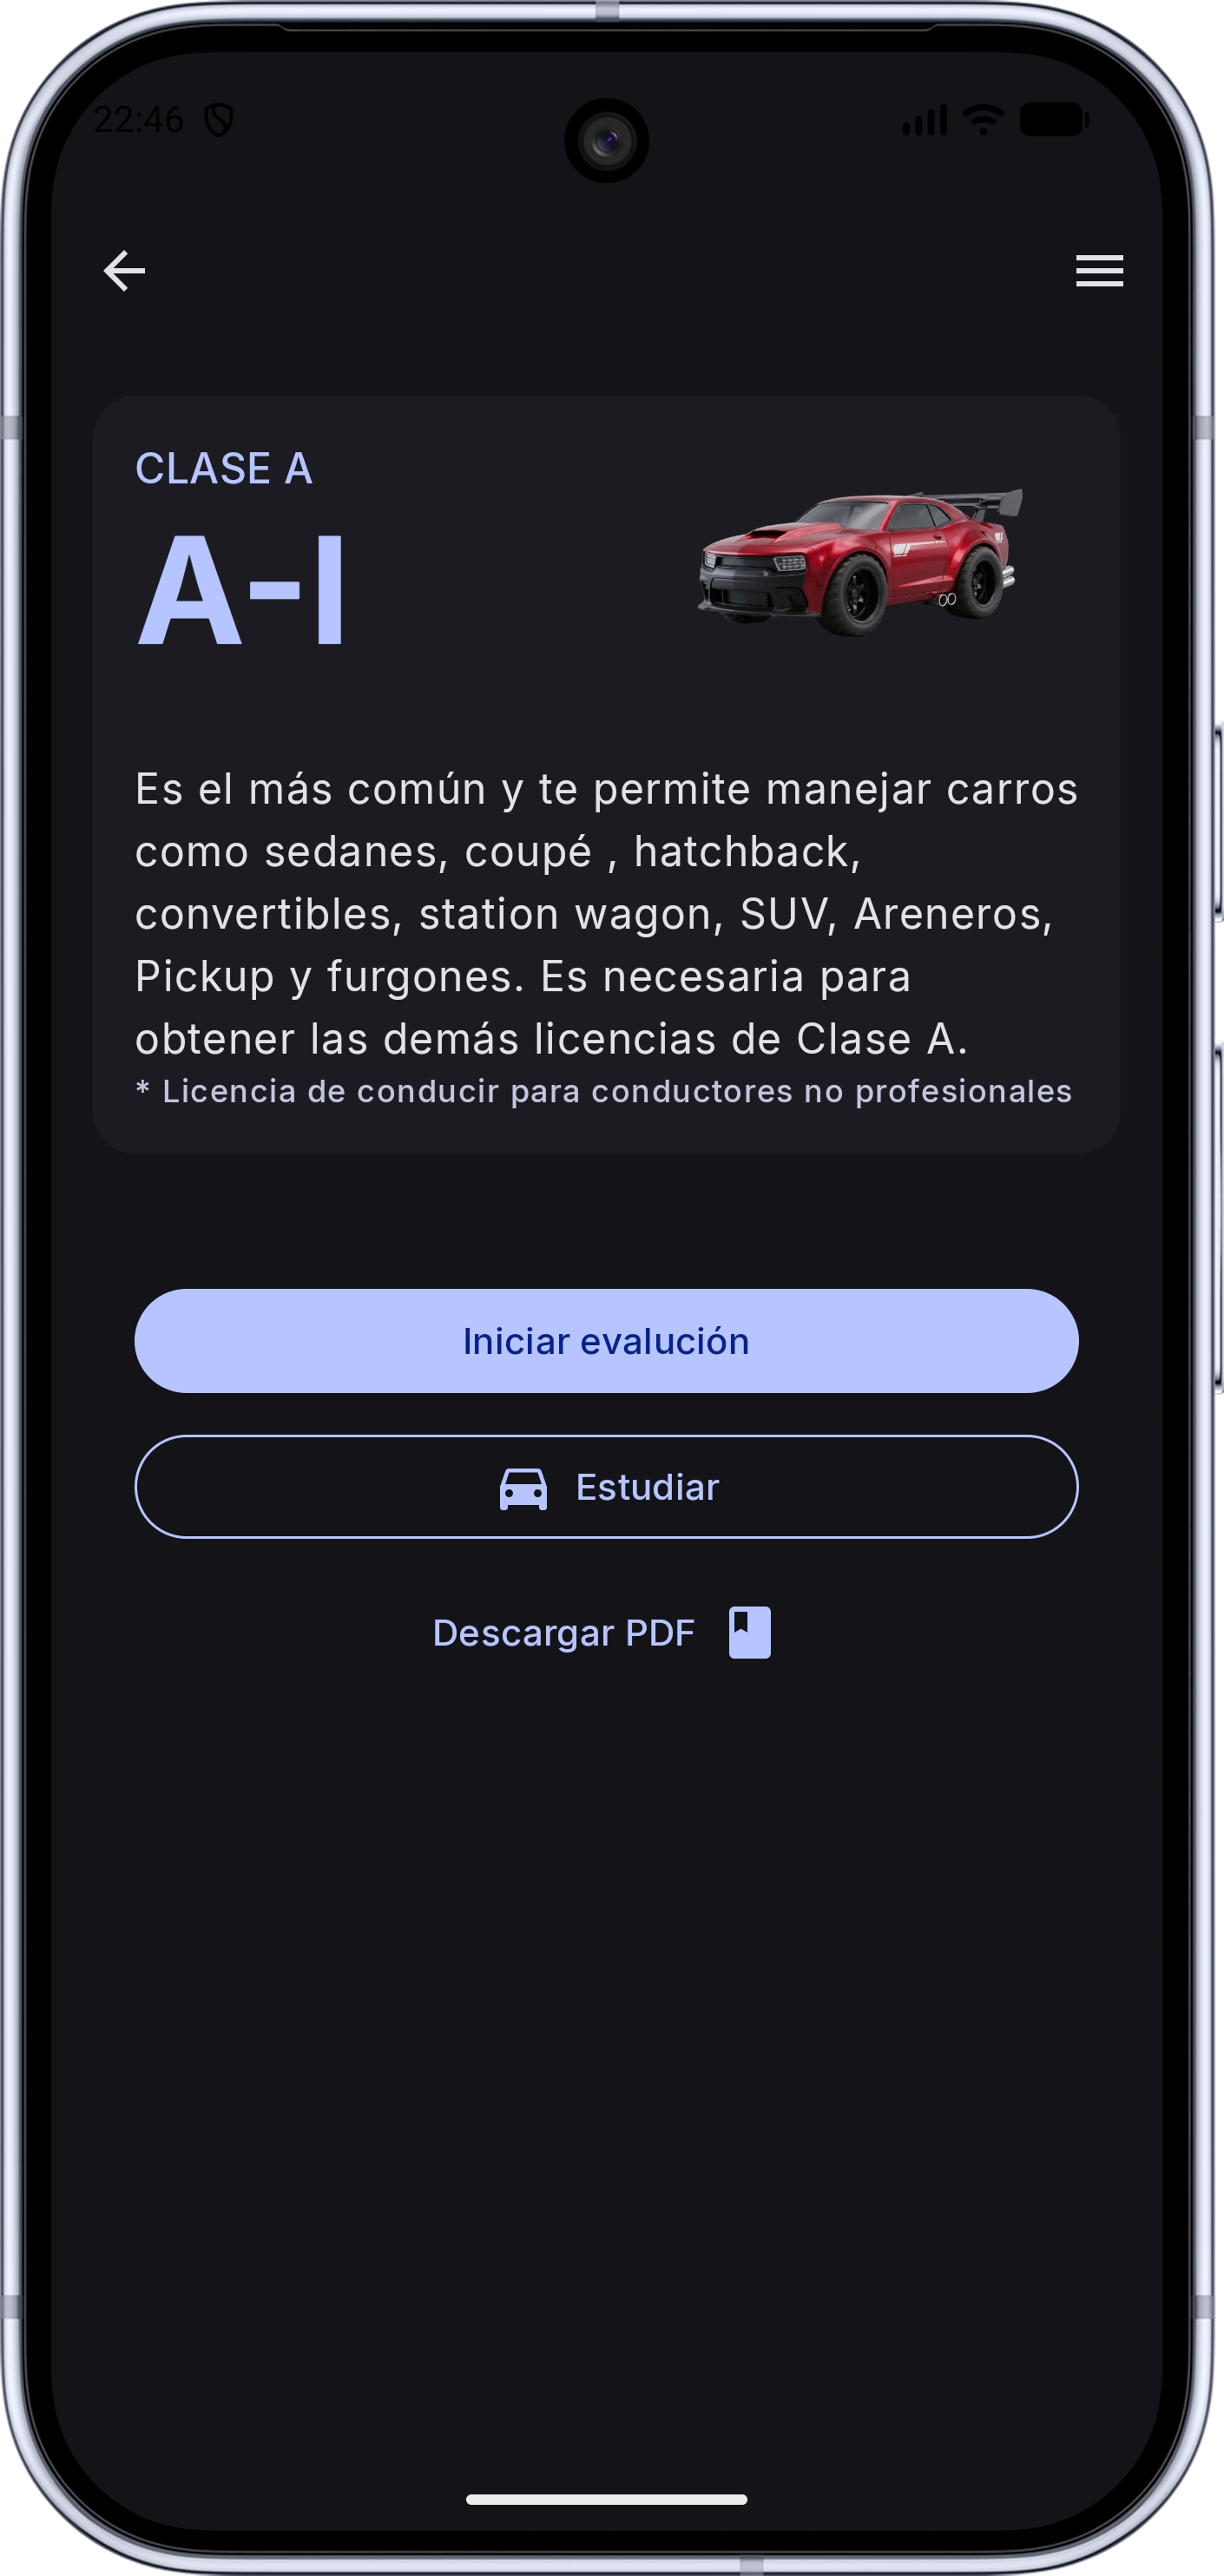 22:46
CLASE A
A-I
Es el más común y te permite manejar carros
como sedanes, coupé , hatchback,
convertibles, station wagon, SUV, Areneros,
Pickup y furgones. Es necesaria para
obtener las demás licencias de Clase A.
* Licencia de conducir para conductores no profesionales
Iniciar evalución
Estudiar
Descargar PDF